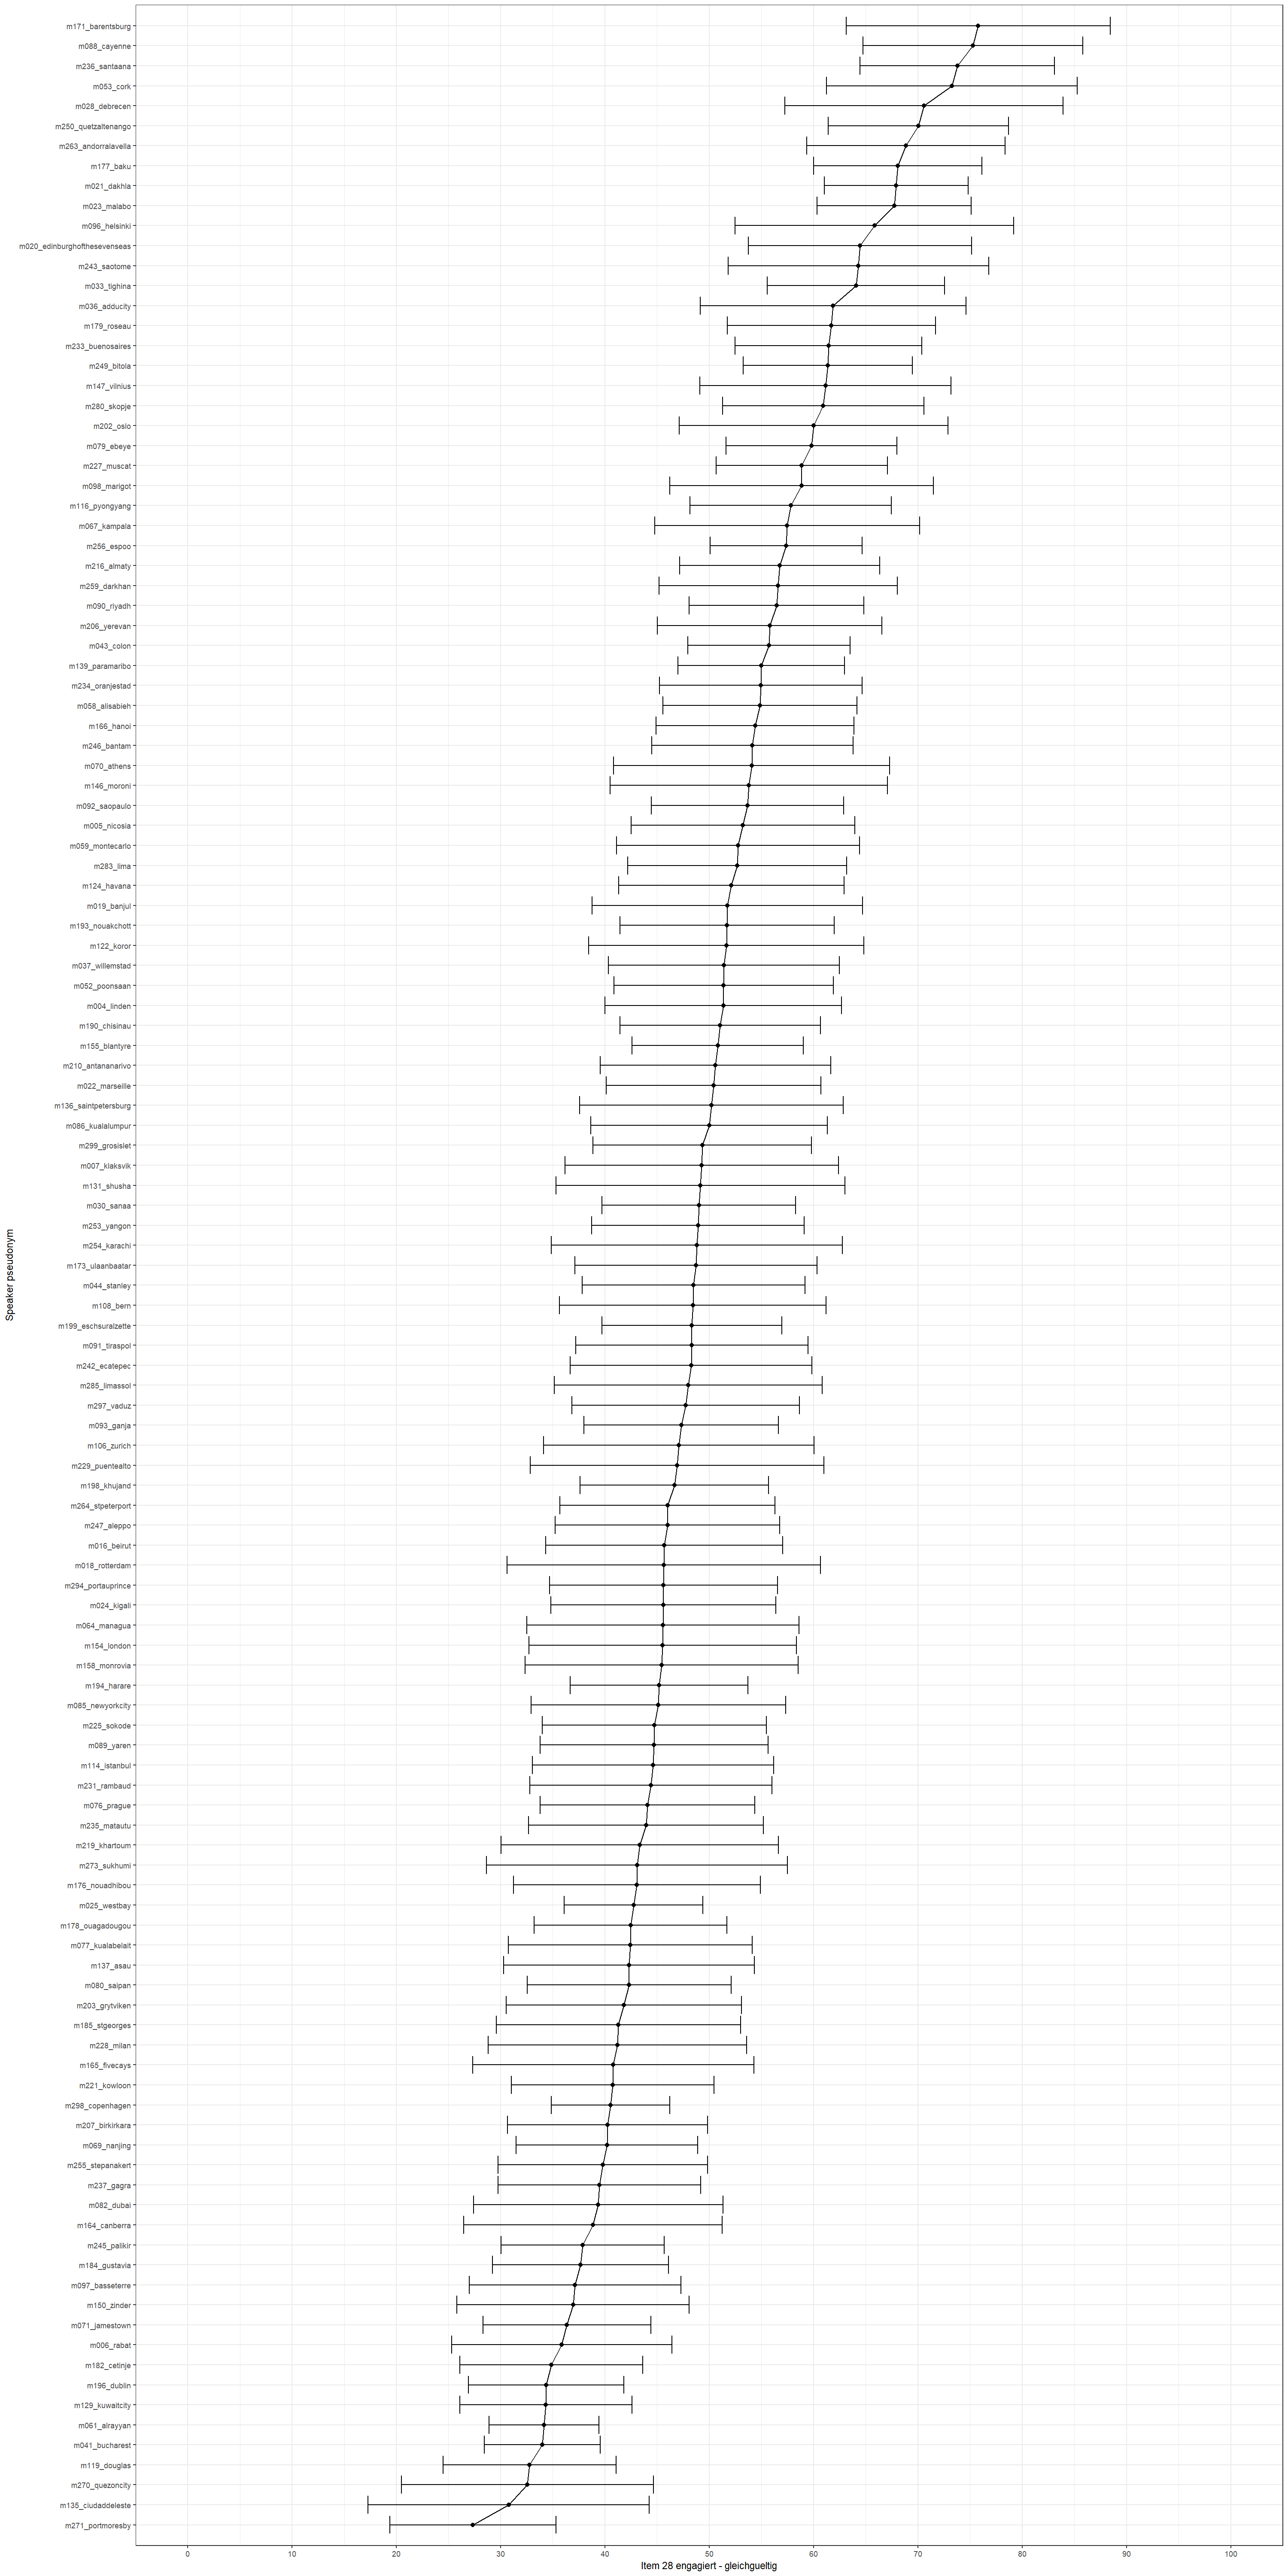 m171_barentsburg
m088_cayenne
m236_santaana
m053_cork
m028_debrecen
m250_quetzaltenango
m263_andorralavella
m177_baku
m021_dakhla
m023_malabo
m096_helsinki
m020_edinburghofthesevenseas
m243_saotome
m033_tighina
m036_adducity
m179_roseau
m233_buenosaires
m249_bitola
m147_vilnius
m280_skopje
m202_oslo
m079_ebeye
m227_muscat
m098_marigot
m116_pyongyang
m067_kampala
m256_espoo
m216_almaty
m259_darkhan
m090_riyadh
m206_yerevan
m043_colon
m139_paramaribo
m234_oranjestad
m058_alisabieh
m166_hanoi
m246_bantam
m070_athens
m146_moroni
m092_saopaulo
m005_nicosia
m059_montecarlo
m283_lima
m124_havana
m019_banjul
m193_nouakchott
m122_koror
m037_willemstad
m052_poonsaan
m004_linden
m190_chisinau
m155_blantyre
m210_antananarivo
m022_marseille
m136_saintpetersburg
m086_kualalumpur
m299_grosislet
m007_klaksvik
m131_shusha
m030_sanaa
m253_yangon
m254_karachi
m173_ulaanbaatar
m044_stanley
m108_bern
m199_eschsuralzette
m091_tiraspol
m242_ecatepec
m285_limassol
m297_vaduz
m093_ganja
m106_zurich
m229_puentealto
m198_khujand
m264_stpeterport
m247_aleppo
m016_beirut
m018_rotterdam
m294_portauprince
m024_kigali
m064_managua
m154_london
m158_monrovia
m194_harare
m085_newyorkcity
m225_sokode
m089_yaren
m114_istanbul
m231_rambaud
m076_prague
m235_matautu
m219_khartoum
m273_sukhumi
m176_nouadhibou
m025_westbay
m178_ouagadougou
m077_kualabelait
m137_asau
m080_saipan
m203_grytviken
m185_stgeorges
m228_milan
m165_fivecays
m221_kowloon
m298_copenhagen
m207_birkirkara
m069_nanjing
m255_stepanakert
m237_gagra
m082_dubai
m164_canberra
m245_palikir
m184_gustavia
m097_basseterre
m150_zinder
m071_jamestown
m006_rabat
m182_cetinje
m196_dublin
m129_kuwaitcity
m061_alrayyan
m041_bucharest
m119_douglas
m270_quezoncity
m135_ciudaddeleste
m271_portmoresby
Speaker pseudonym
0 10 20 30 40 50 60 70 80 90 100
Item 28 engagiert - gleichgueltig